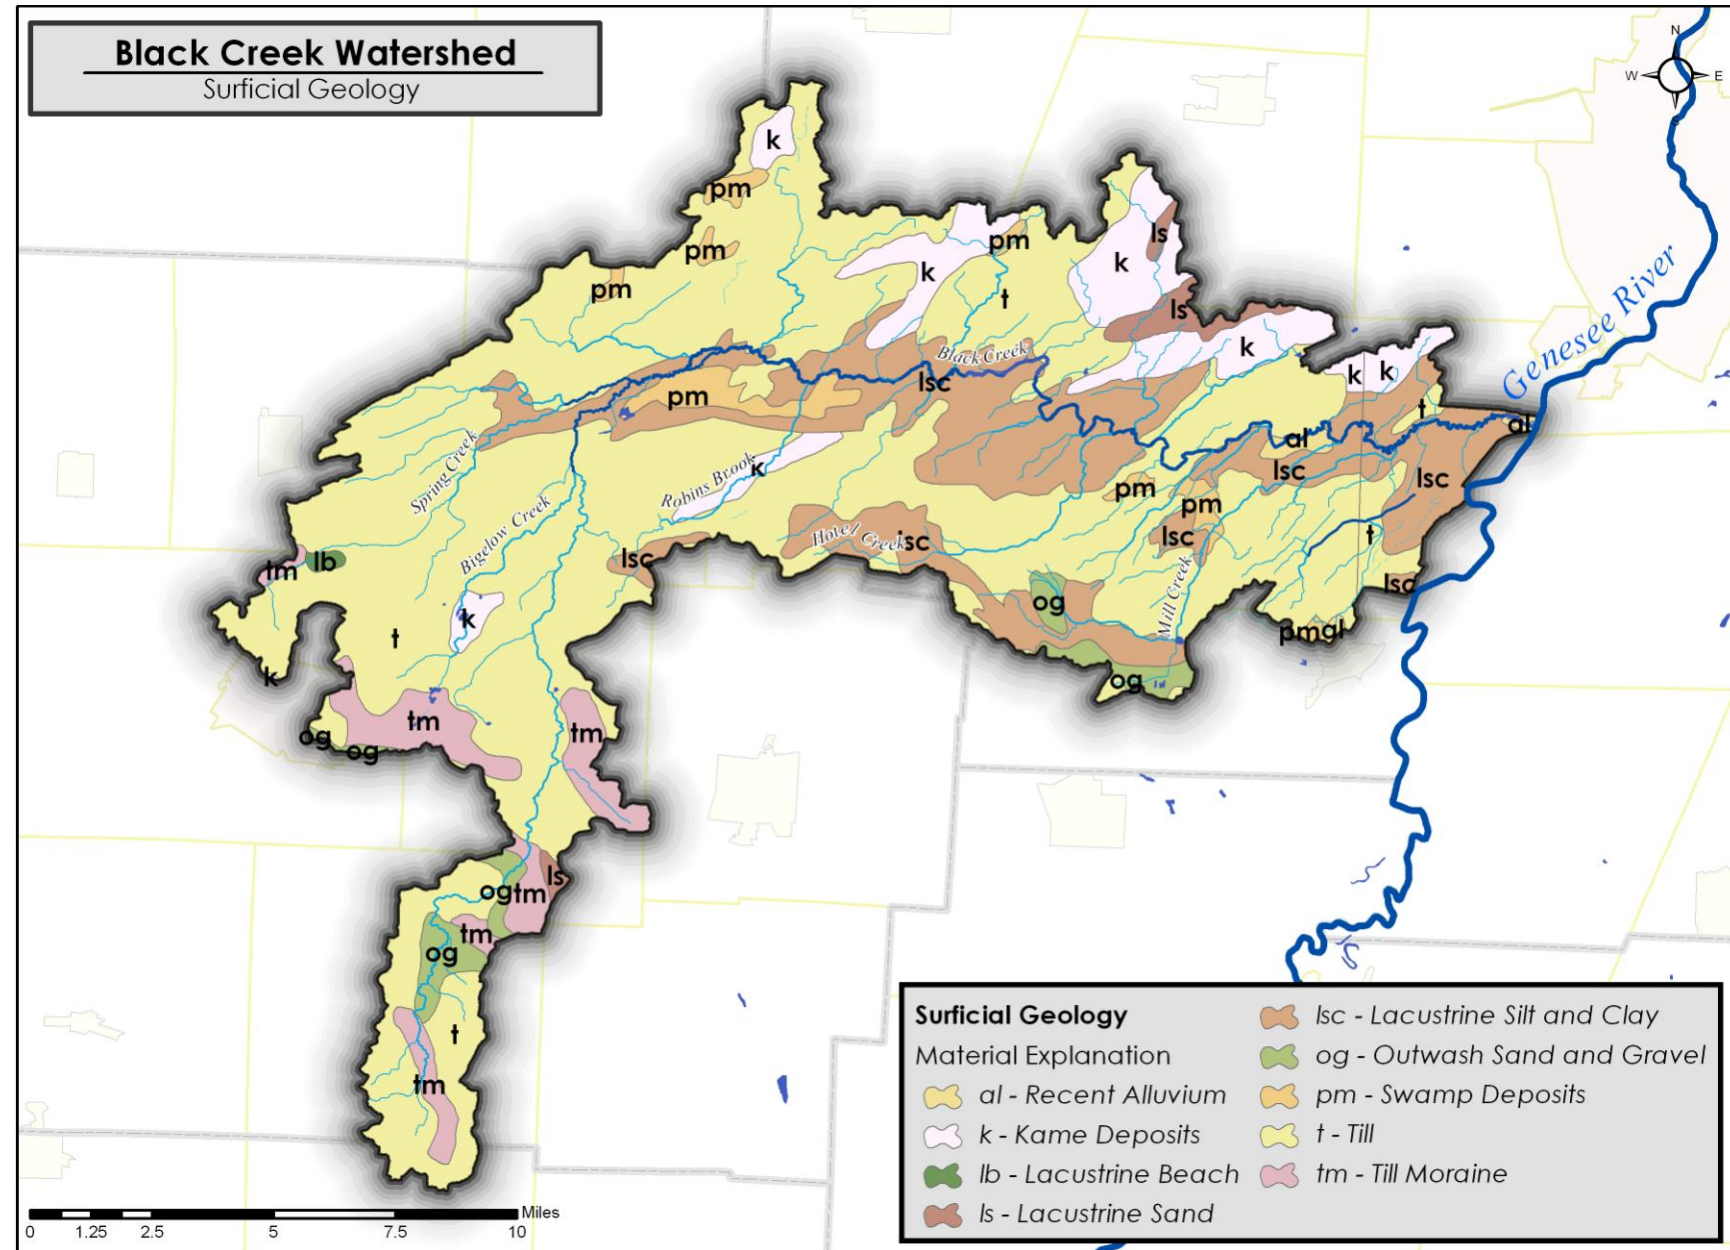 Black Creek Watershed
Surficial Geology
N
W E
S
k
pm
ls
pm
pm
k
k
t
pm
ls
Genesee River
Black Creek
k
lsc
k k
pm
t
al
al
Spring Creek
k
Robins Brook
lsc
lsc
pm
pm
Bigelow Creek
Hotel Creek
lsc
lsc
t
tm
lb
lsc
lsc
og
Mill Creek
k
t
pmgl
k
og
tm
tm
og
og
ls
og
tm
tm
og
t
tm
Surficial Geology
Material Explanation
al - Recent Alluvium
k - Kame Deposits
lb - Lacustrine Beach
ls - Lacustrine Sand
lsc - Lacustrine Silt and Clay
og - Outwash Sand and Gravel
pm - Swamp Deposits
t - Till
tm - Till Moraine
Miles
0 1.25 2.5 5 7.5 10